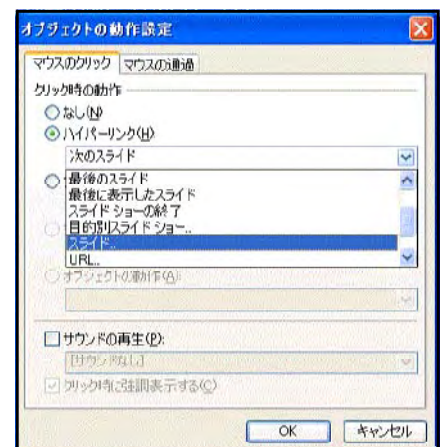 オブジェクトの動作設定
マウスのクリック マウスの通過
クリック時の動作
なし(N)
ハイパーリンク(H):
次のスライド
最後のスライド
最後に表示したスライド
スライド ショーの終了
目的別スライド ショー...
スライド...
URL...
オブジェクトの動作(A):
サウンドの再生(P):
[サウンドなし]
クリック時に強調表示する(C)
OK キャンセル